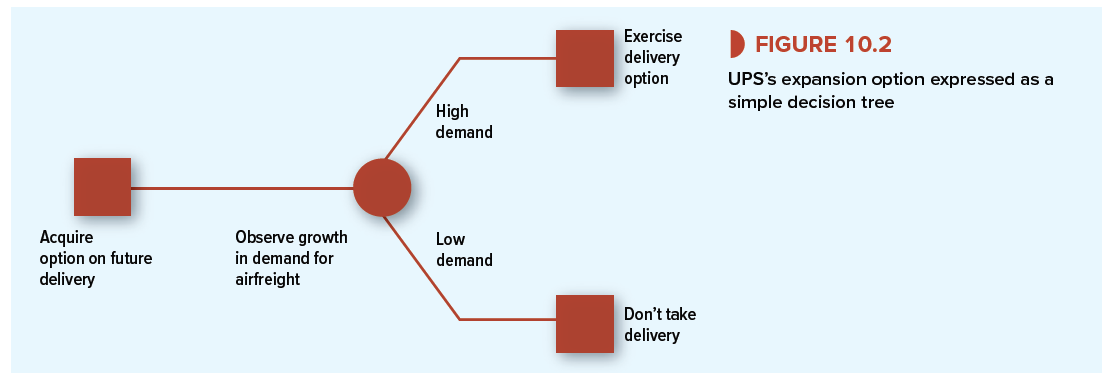 Exercise
delivery
option
FIGURE 10.2
UPS’s expansion option expressed as a
simple decision tree
High
demand
Acquire
option on future
delivery
Observe growth
in demand for
airfreight
Low
demand
Don’t take
delivery